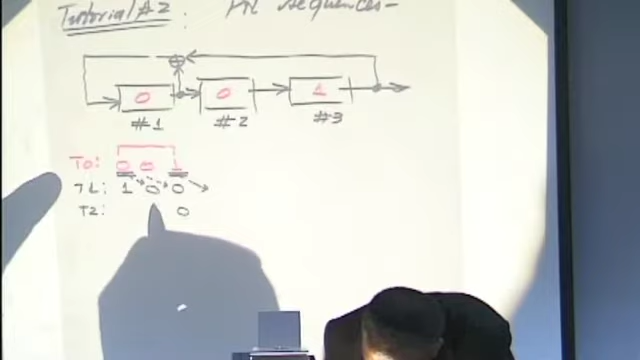 Tutorial #2 : PN Sequences -
⊕
0 0 1
#1 #2 #3
T0: 0 0 1
T1: 1 0 0
T2: 0